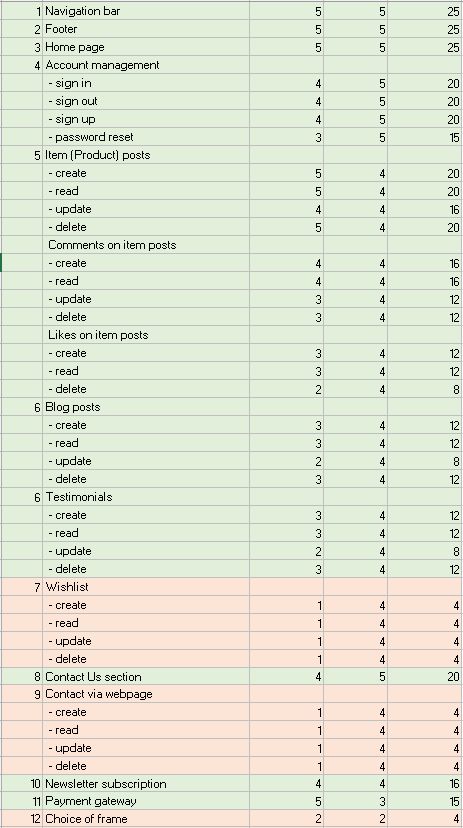 1 Navigation bar 5 5 25
2 Footer 5 5 25
3 Home page 5 5 25
4 Account management
- sign in 4 5 20
- sign out 4 5 20
- sign up 4 5 20
- password reset 3 5 15
5 Item (Product) posts
- create 5 4 20
- read 5 4 20
- update 4 4 16
- delete 5 4 20
Comments on item posts
- create 4 4 16
- read 4 4 16
- update 3 4 12
- delete 3 4 12
Likes on item posts
- create 3 4 12
- read 3 4 12
- delete 2 4 8
6 Blog posts
- create 3 4 12
- read 3 4 12
- update 2 4 8
- delete 3 4 12
6 Testimonials
- create 3 4 12
- read 3 4 12
- update 2 4 8
- delete 3 4 12
7 Wishlist
- create 1 4 4
- read 1 4 4
- update 1 4 4
- delete 1 4 4
8 Contact Us section 4 5 20
9 Contact via webpage
- create 1 4 4
- read 1 4 4
- update 1 4 4
- delete 1 4 4
10 Newsletter subscription 4 4 16
11 Payment gateway 5 3 15
12 Choice of frame 2 2 4